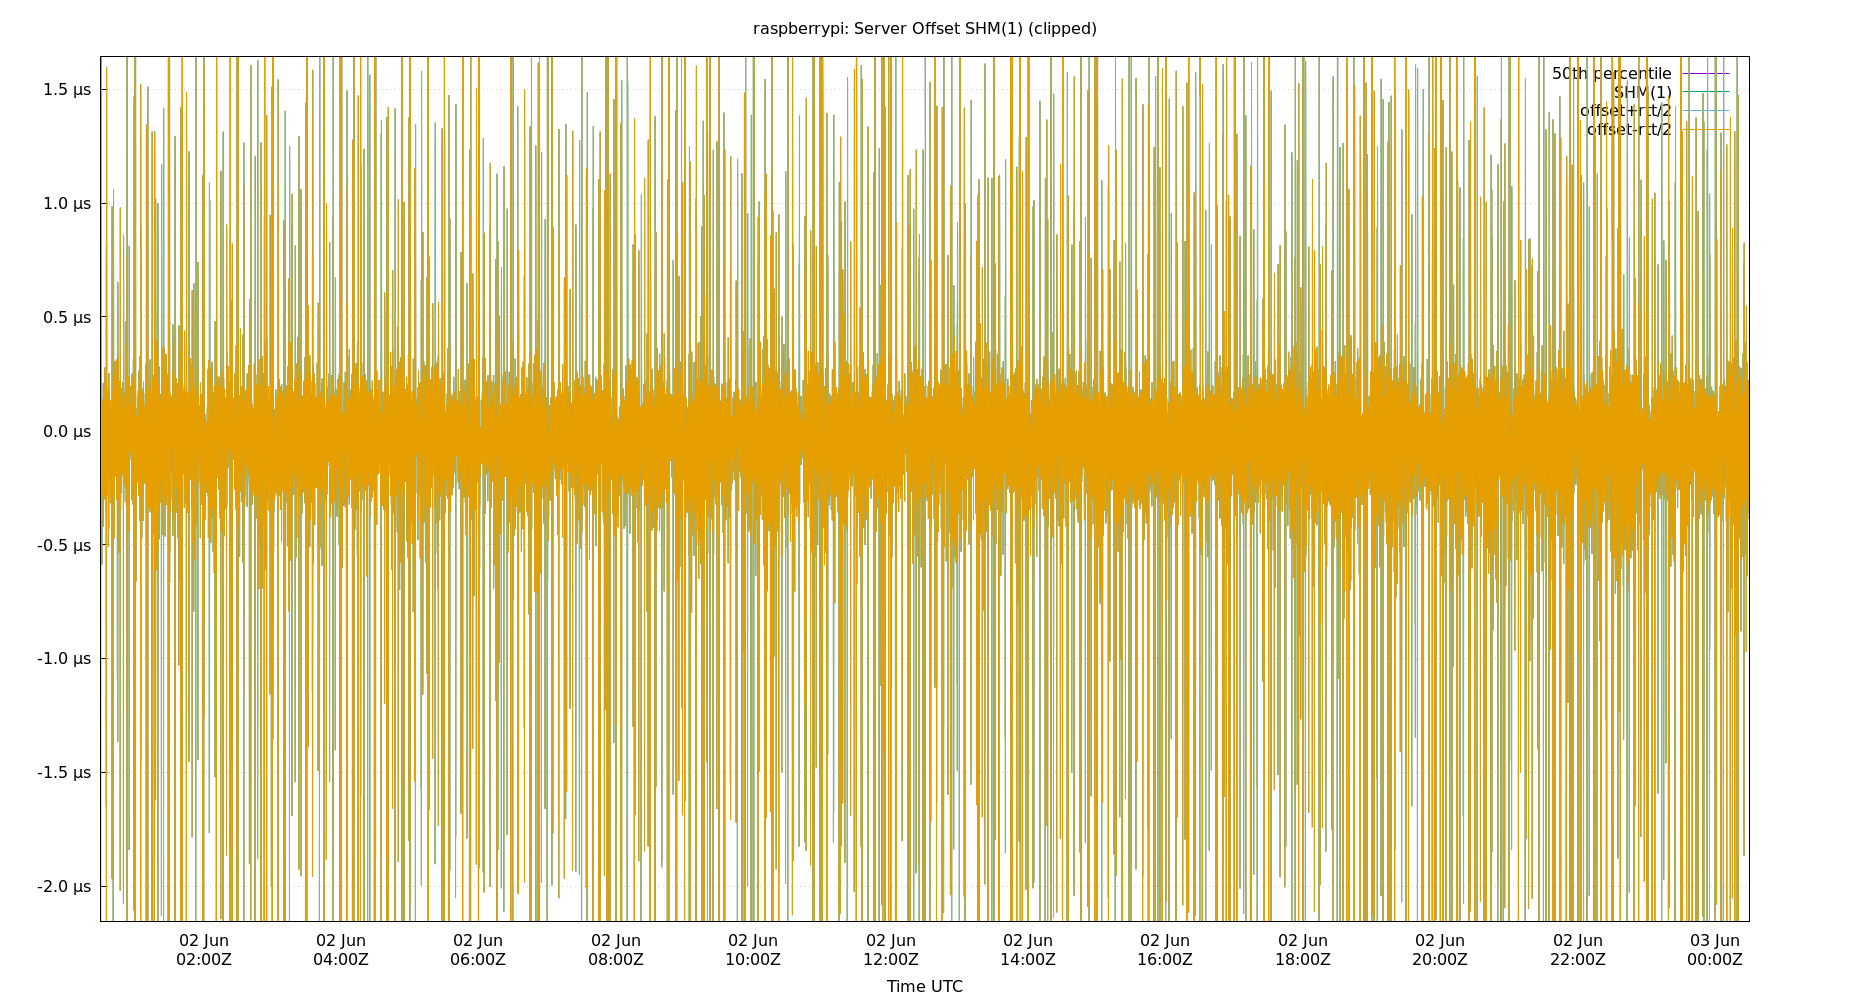 raspberrypi: Server Offset SHM(1) (clipped)
50th percentile
SHM(1)
offset+rtt/2
offset-rtt/2
1.5 µs
1.0 µs
0.5 µs
0.0 µs
-0.5 µs
-1.0 µs
-1.5 µs
-2.0 µs
02 Jun 02 Jun 02 Jun 02 Jun 02 Jun 02 Jun 02 Jun 02 Jun 02 Jun 02 Jun 02 Jun 03 Jun
02:00Z 04:00Z 06:00Z 08:00Z 10:00Z 12:00Z 14:00Z 16:00Z 18:00Z 20:00Z 22:00Z 00:00Z
Time UTC